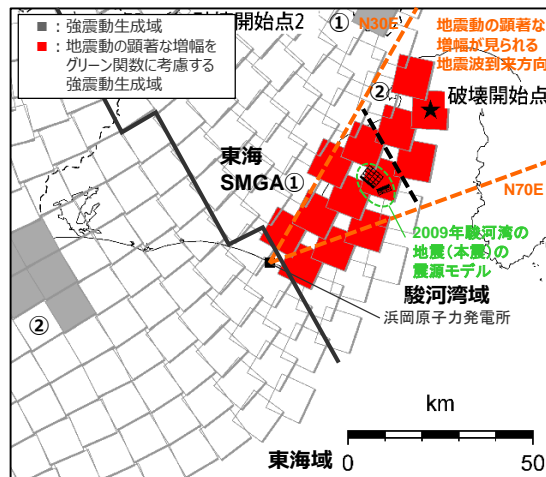 ■：強震動生成域
■：地震動の顕著な増幅を
グリーン関数に考慮する
強震動生成域
破壊開始点2
①
N30E
地震動の顕著な
増幅が見られる
地震波到来方向
②
破壊開始点
東海
SMGA①
N70E
2009年駿河湾の
地震（本震）の
震源モデル
駿河湾域
浜岡原子力発電所
②
km
東海域
0
50